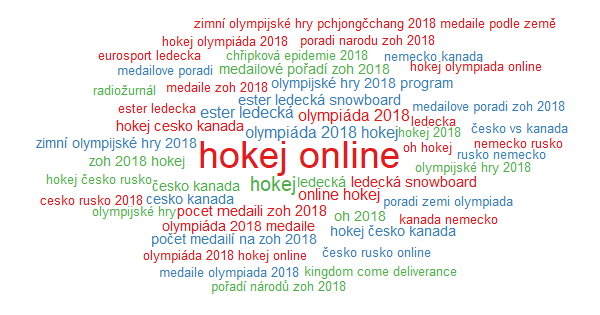 zimní olympijské hry pchjongčchang 2018 medaile podle země
hokej olympiáda 2018 poradi narodu zoh 2018
eurosport ledecka chřipková epidemie 2018 nemecko kanada
medailove poradi medailové pořadí zoh 2018 hokej olympiada online
radiožurnál medaile zoh 2018 olympijské hry 2018 program
ester ledecká snowboard medailove poradi zoh 2018
ester ledecka ester ledecká olympiáda 2018 ledecka
hokej cesko kanada olympiáda 2018 hokej hokej 2018 česko vs kanada
zimní olympijské hry 2018 hokej online oh hokej nemecko rusko
zoh 2018 hokej rusko nemecko
olympijské hry 2018
hokej česko rusko česko kanada hokej ledecká ledecká snowboard
cesko rusko 2018 cesko kanada online hokej poradi zemi olympiada
olympijské hry pocet medaili zoh 2018 oh 2018 kanada nemecko
olympiáda 2018 medaile hokej česko kanada
počet medailí na zoh 2018
olympiáda 2018 hokej online česko rusko online
medaile olympiada 2018 kingdom come deliverance
pořadí národů zoh 2018